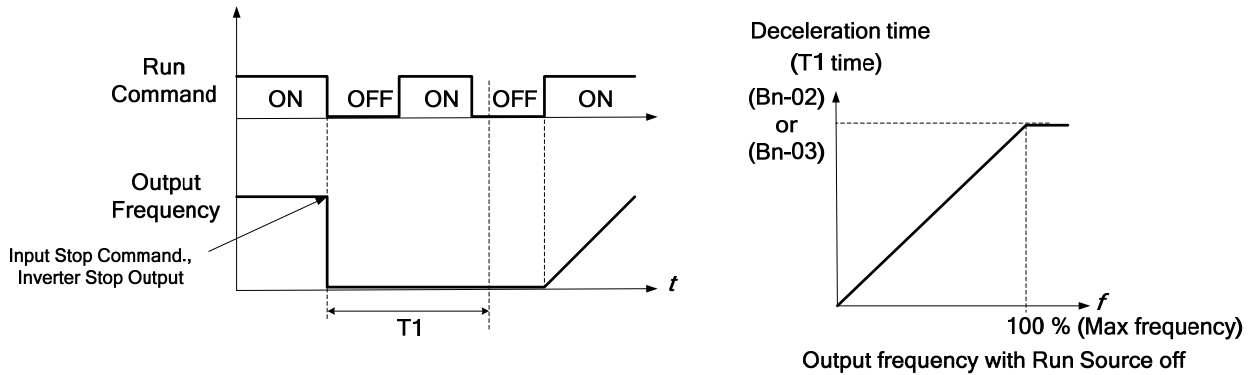 Run
Command
ON
OFF
ON
OFF
ON
Output
Frequency
Input Stop Command.,
Inverter Stop Output
t
T1
Deceleration time
(T1 time)
(Bn-02)
or
(Bn-03)
f
100 % (Max frequency)
Output frequency with Run Source off